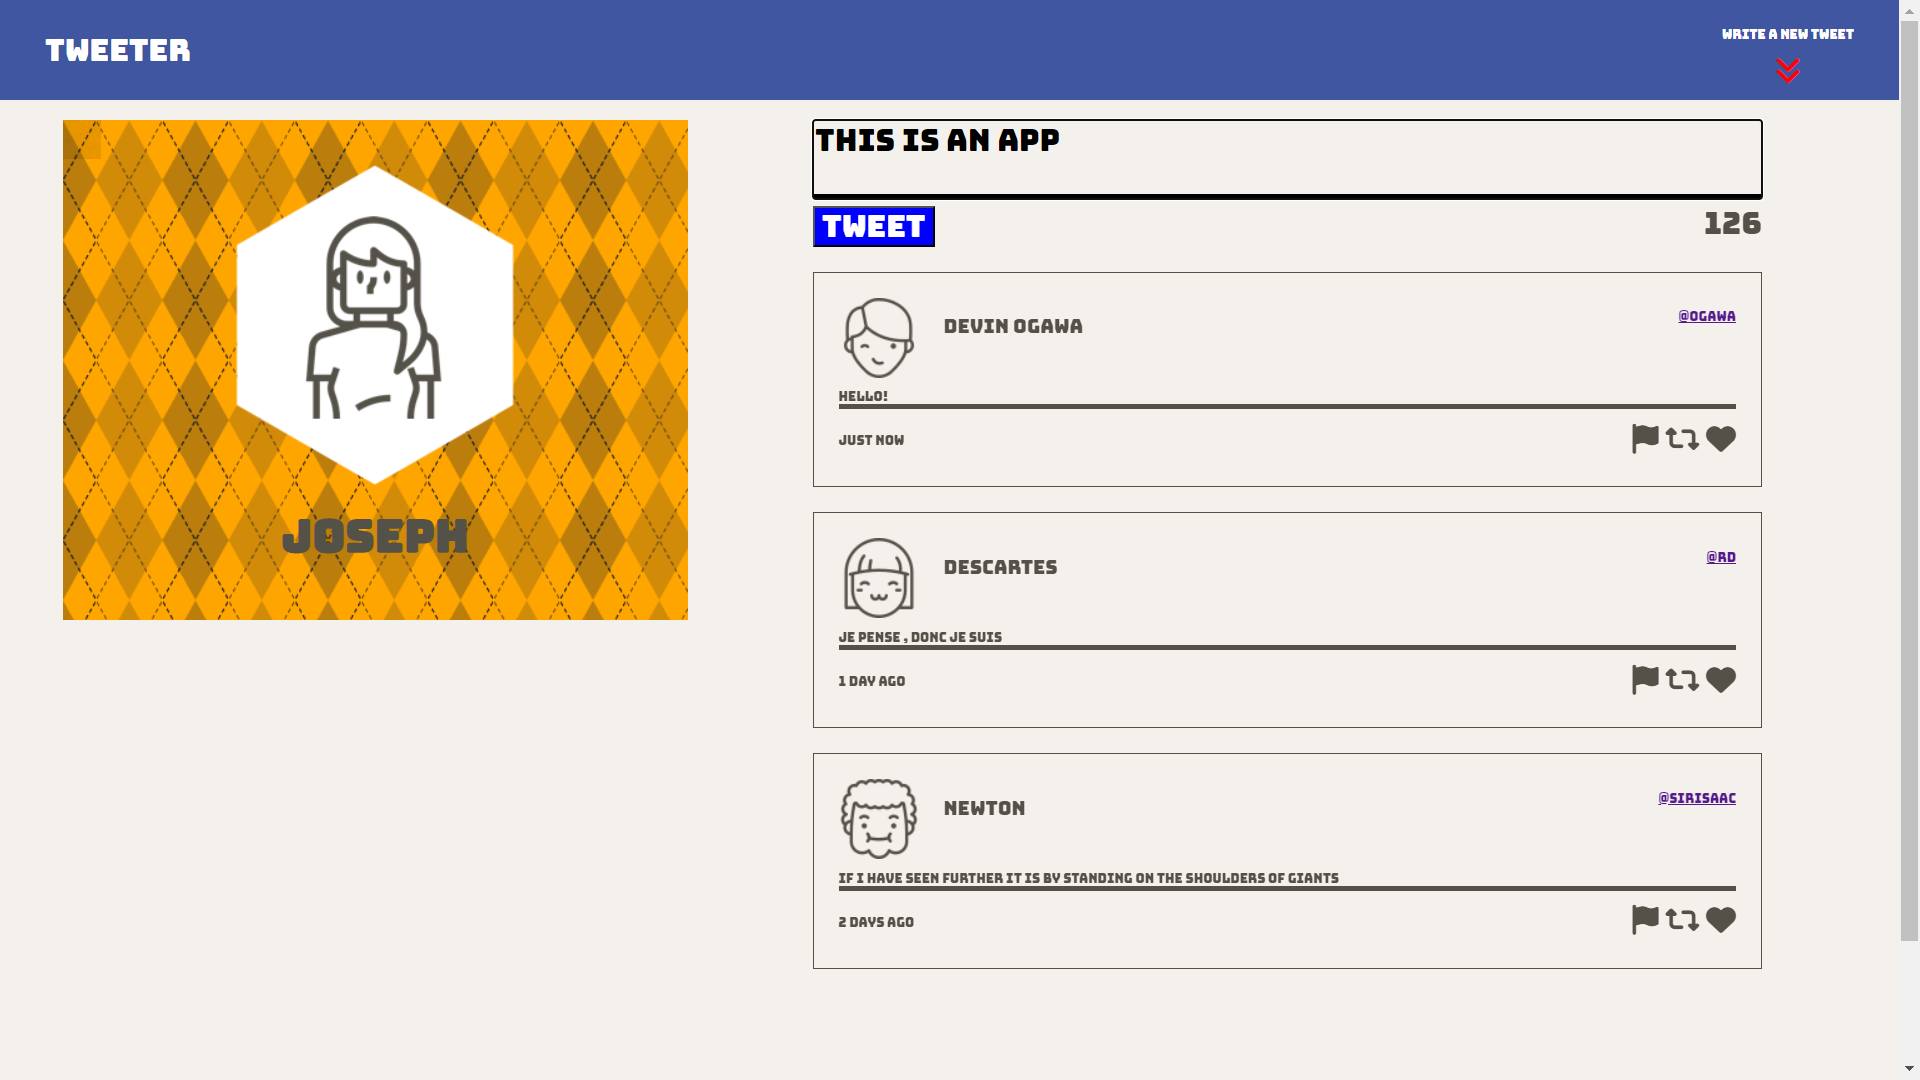 TWEETER
WRITE A NEW TWEET
JOSEPH
THIS IS AN APP
TWEET
126
DEVIN OGAWA
@OGAWA
HELLO!
JUST NOW
DESCARTES
@RD
JE PENSE , DONC JE SUIS
1 DAY AGO
NEWTON
@SIRISAAC
IF I HAVE SEEN FURTHER IT IS BY STANDING ON THE SHOULDERS OF GIANTS
2 DAYS AGO